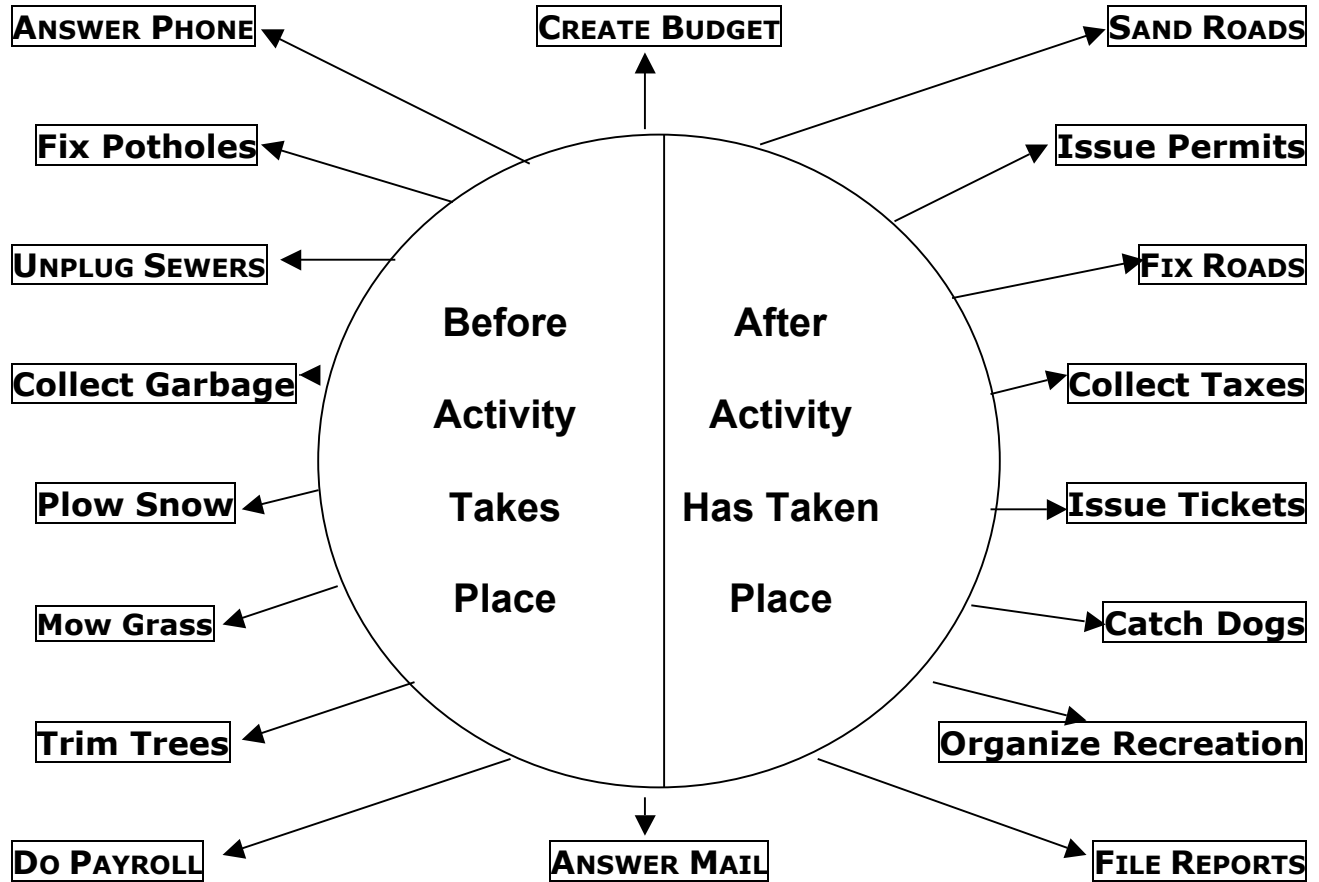 ANSWER PHONE
CREATE BUDGET
SAND ROADS
Fix Potholes
Issue Permits
UNPLUG SEWERS
FIX ROADS
Before
After
Collect Garbage
Collect Taxes
Activity
Activity
Plow Snow
Takes
Has Taken
Issue Tickets
Place
Place
MOW GRASS
Catch Dogs
Trim Trees
Organize Recreation
DO PAYROLL
ANSWER MAIL
FILE REPORTS